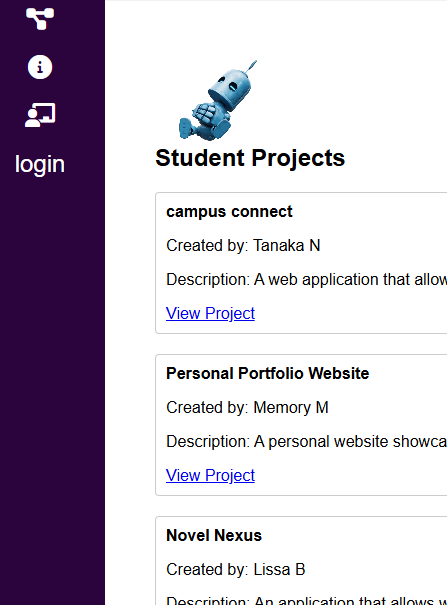 login
Student Projects
campus connect
Created by: Tanaka N
Description: A web application that allow
View Project
Personal Portfolio Website
Created by: Memory M
Description: A personal website showca
View Project
Novel Nexus
Created by: Lissa B
Description: An application that allows w